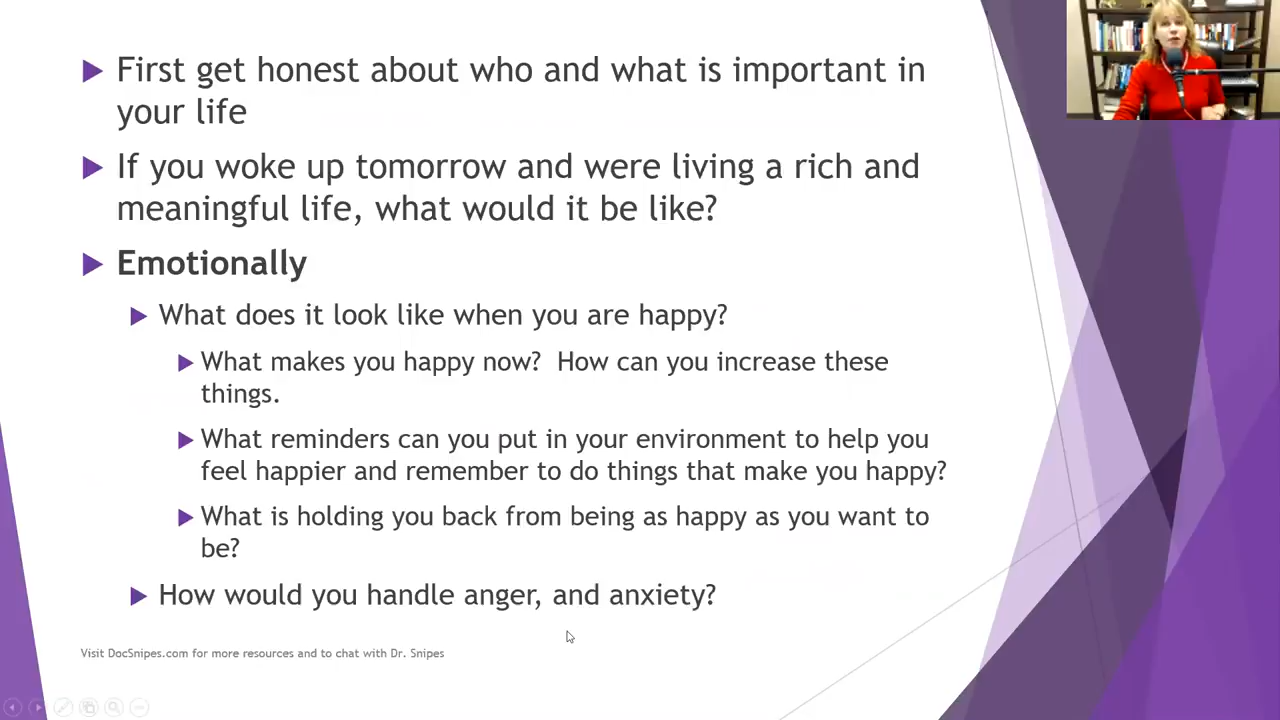 First get honest about who and what is important in
your life
If you woke up tomorrow and were living a rich and
meaningful life, what would it be like?
Emotionally
What does it look like when you are happy?
What makes you happy now?  How can you increase these
things.
What reminders can you put in your environment to help you
feel happier and remember to do things that make you happy?
What is holding you back from being as happy as you want to
be?
How would you handle anger, and anxiety?
Visit DocSnipes.com for more resources and to chat with Dr. Snipes